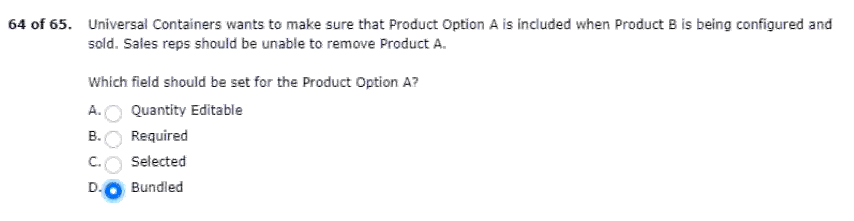 64 of 65. Universal Containers wants to make sure that Product Option A is included when Product B is being configured and
sold. Sales reps should be unable to remove Product A.
Which field should be set for the Product Option A?
A. Quantity Editable
B. Required
C. Selected
D. Bundled